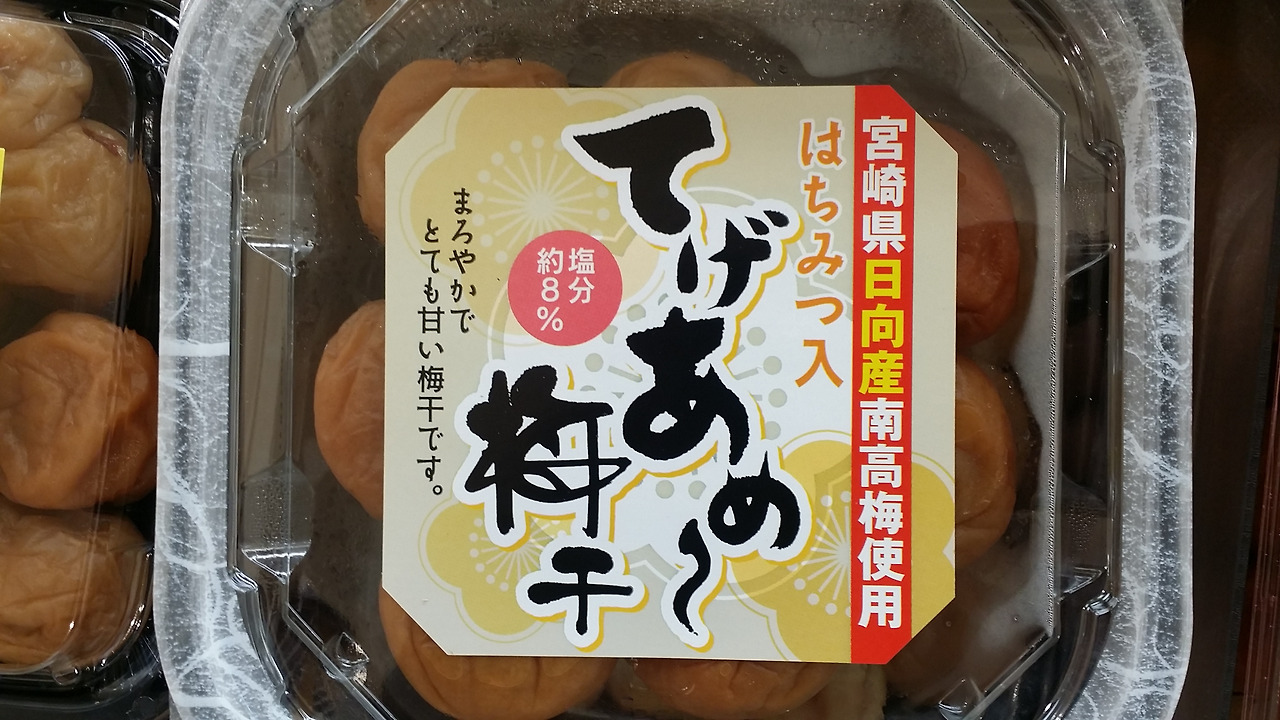 宮崎県日向産南高梅使用
はちみつ入
てげあめ〜
梅干
塩分
約8%
まろやかで
とても甘い梅干です。